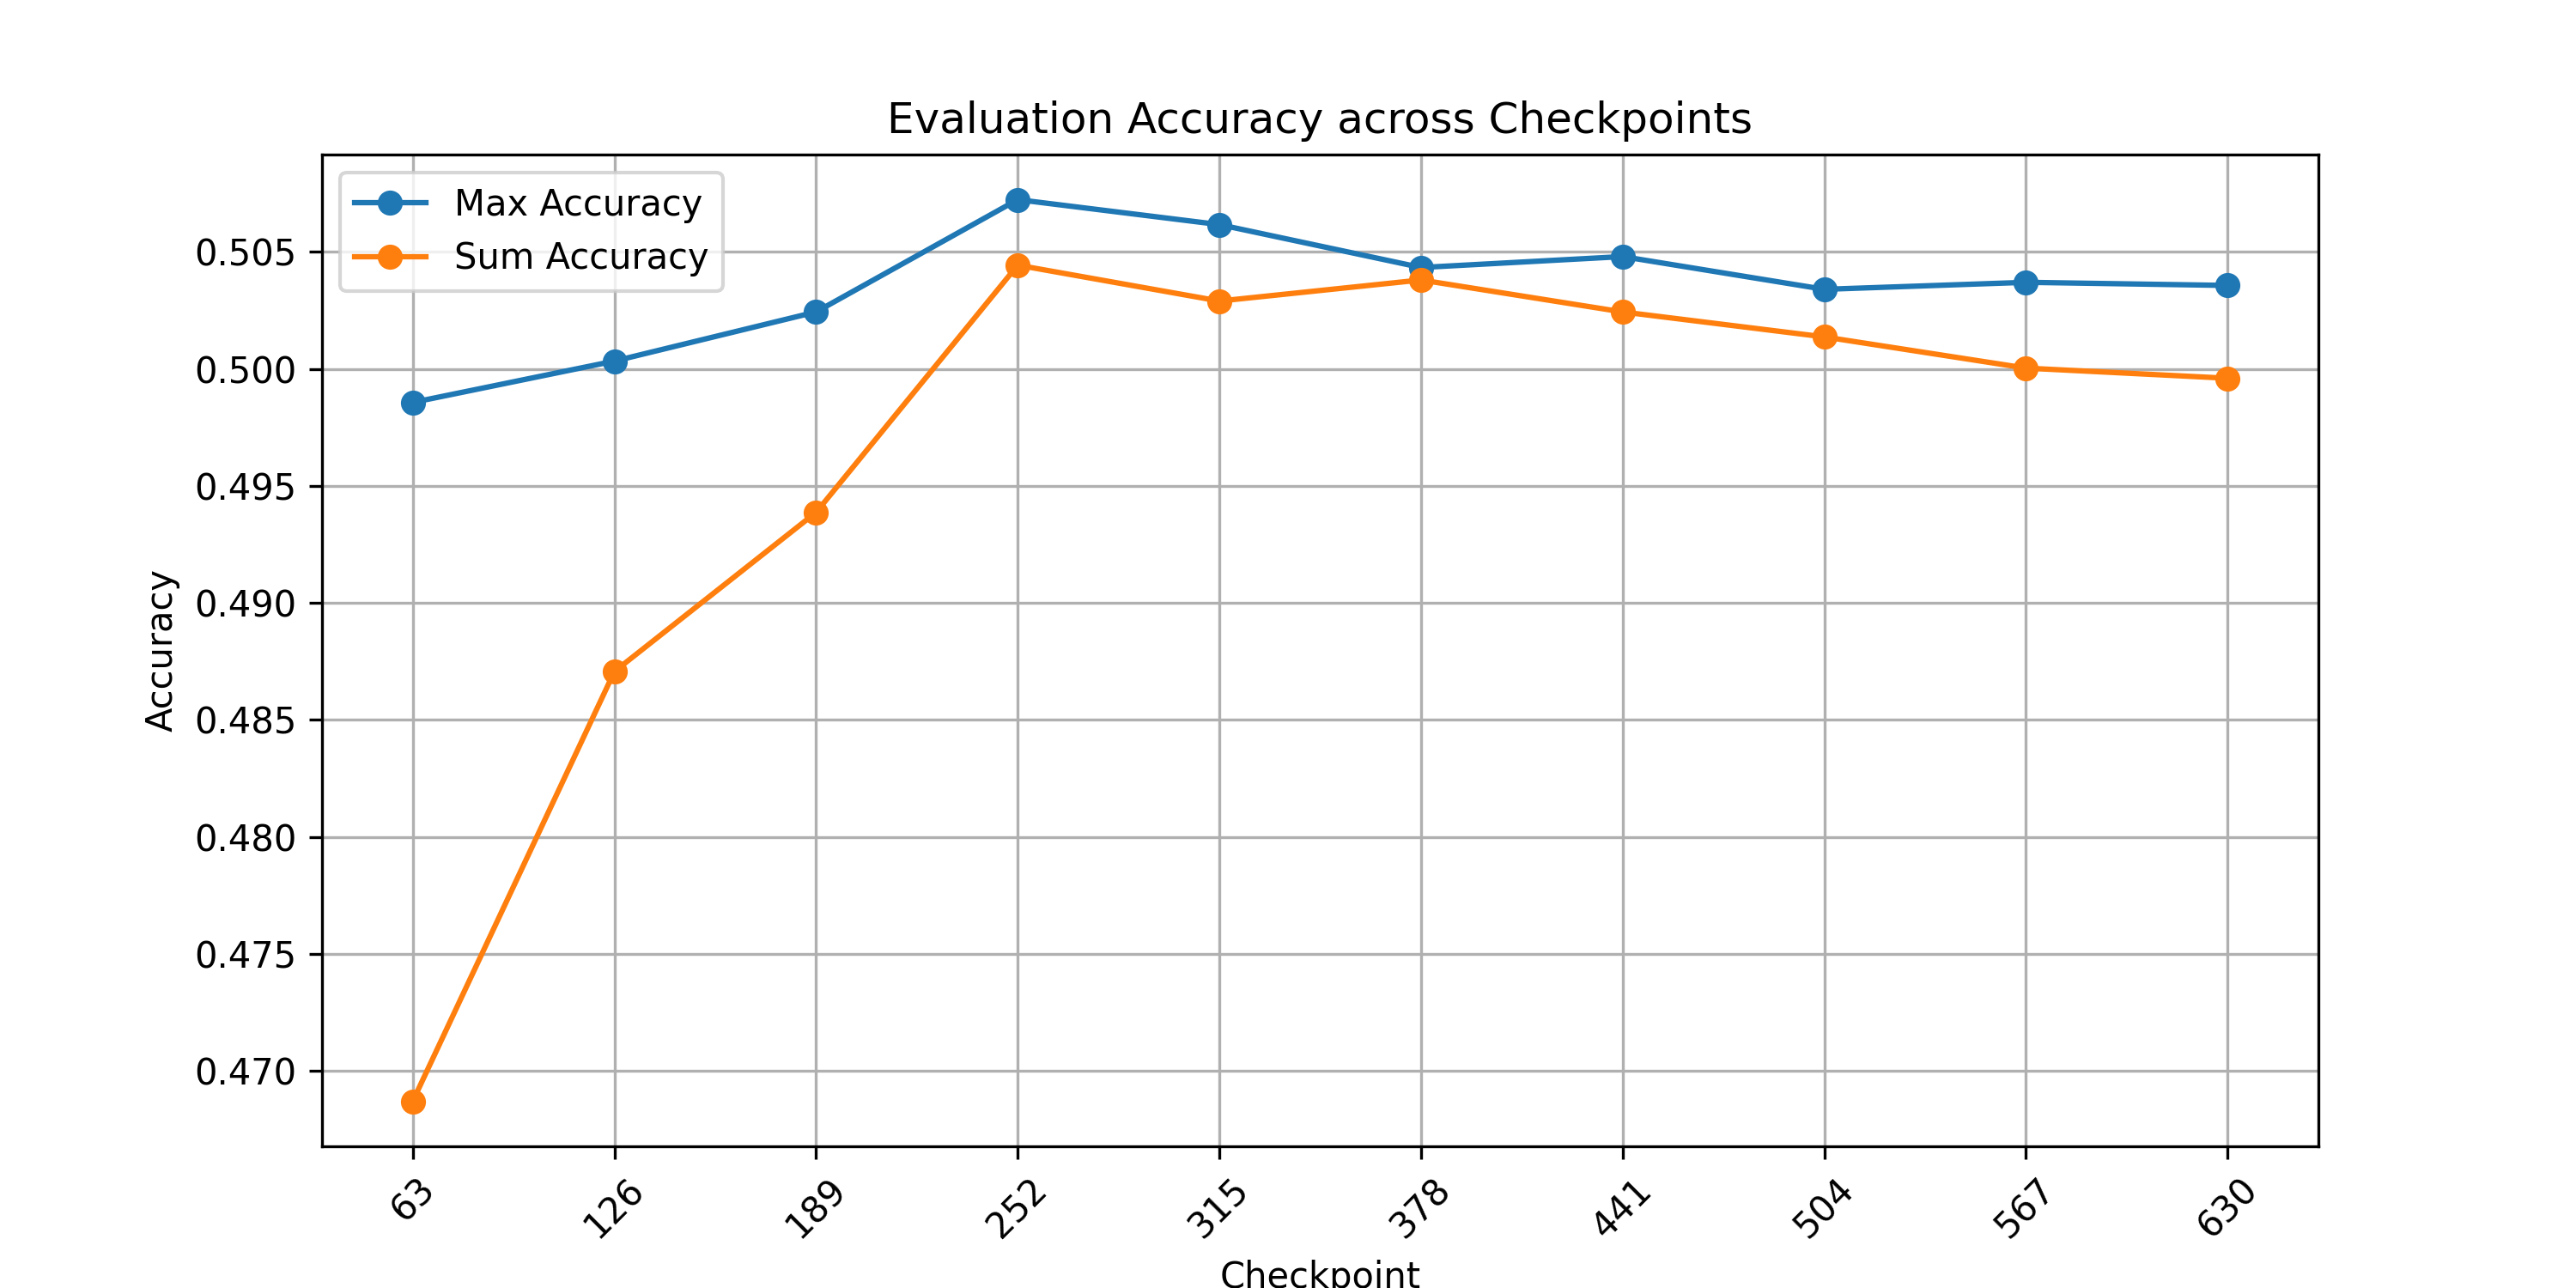 Evaluation Accuracy across Checkpoints
Max Accuracy
Sum Accuracy
Accuracy
0.505
0.500
0.495
0.490
0.485
0.480
0.475
0.470
63 126 189 252 315 378 441 504 567 630
Checkpoint